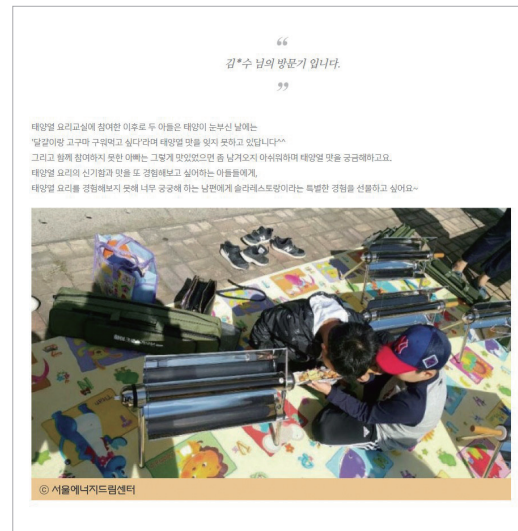 “
김*수 님의 방문기 입니다.
”
태양열 요리교실에 참여한 이후로 두 아들은 태양이 눈부신 날에는
'달걀이랑 고구마 구워먹고 싶다'라며 태양열 맛을 잊지 못하고 있답니다^^
그리고 함께 참여하지 못한 아빠는 그렇게 맛있었으면 좀 남겨오지 아쉬워하며 태양열 맛을 궁금해하고요.
태양열 요리의 신기함과 맛을 또 경험해보고 싶어하는 아들들에게,
태양열 요리를 경험해보지 못해 너무 궁궁해 하는 남편에게 솔라레스토랑이라는 특별한 경험을 선물하고 싶어요~
ⓒ 서울에너지드림센터